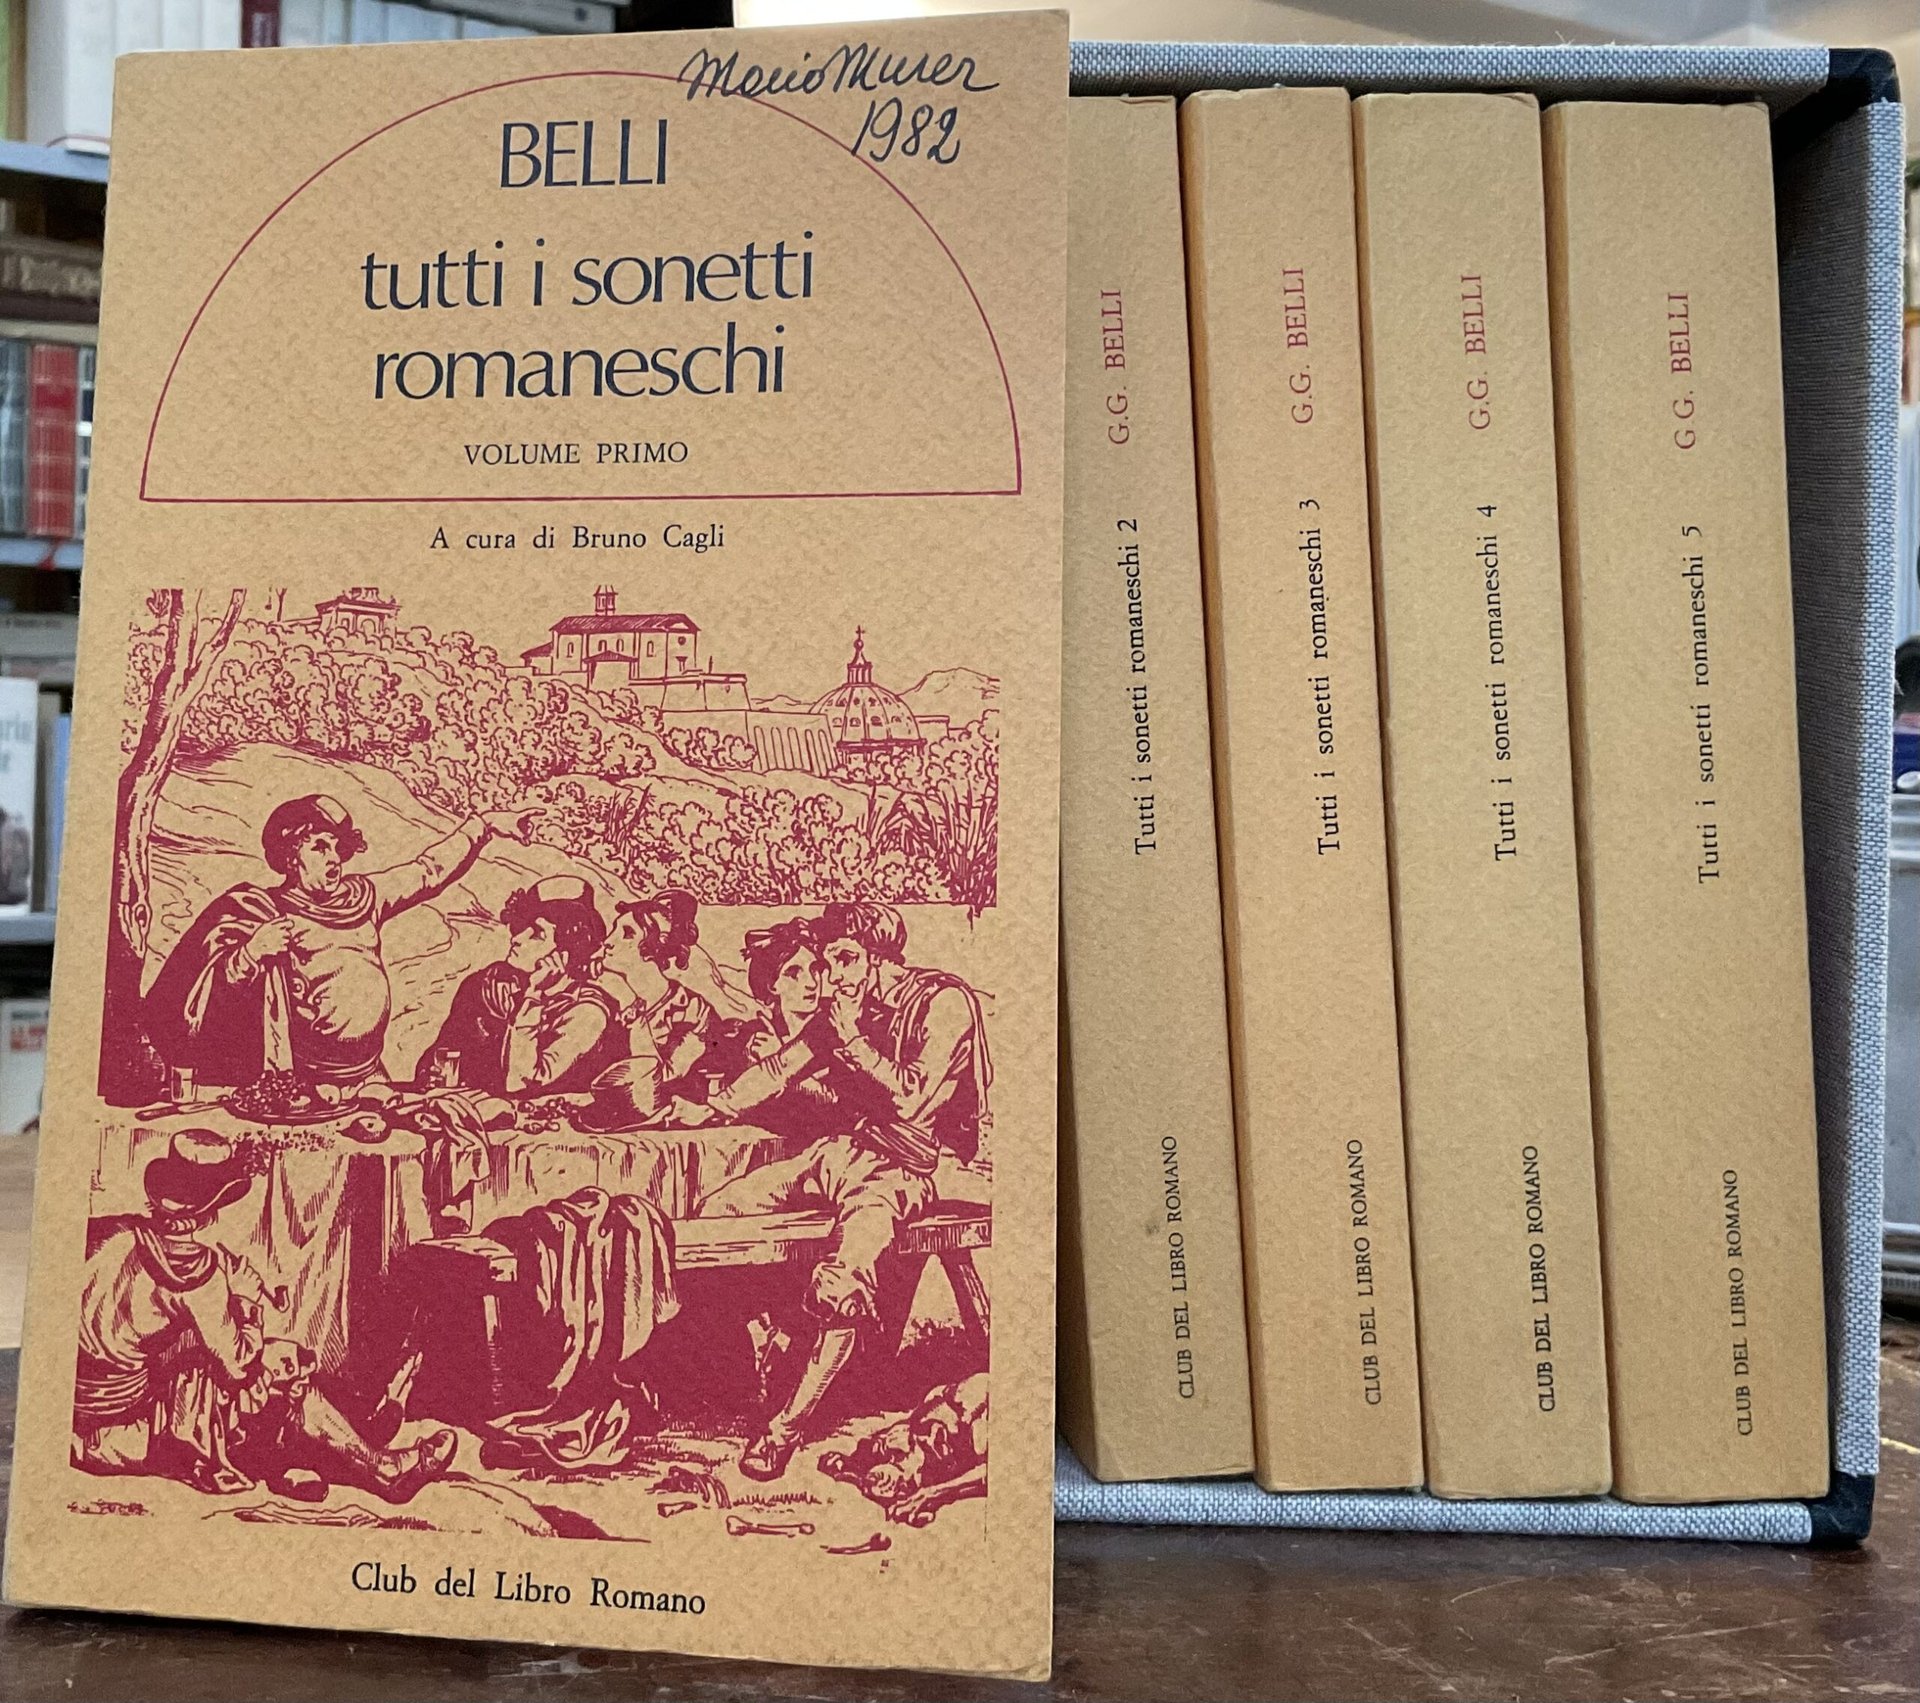 Mario Murer
1982
BELLI
tutti i sonetti
romaneschi
VOLUME PRIMO
A cura di Bruno Cagli
Club del Libro Romano
G.G. BELLI Tutti i sonetti romaneschi 2 CLUB DEL LIBRO ROMANO
G.G. BELLI Tutti i sonetti romaneschi 3 CLUB DEL LIBRO ROMANO
G.G. BELLI Tutti i sonetti romaneschi 4 CLUB DEL LIBRO ROMANO
G G. BELLI Tutti i sonetti romaneschi 5 CLUB DEL LIBRO ROMANO